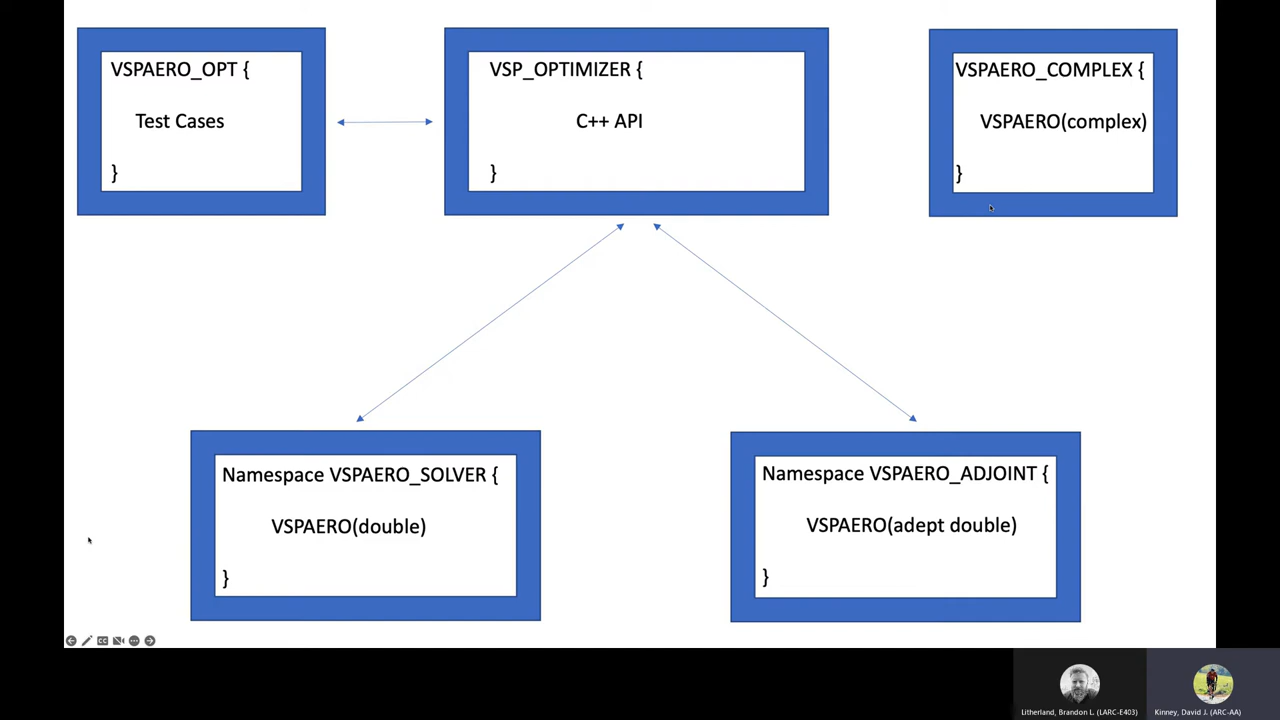 VSPAERO_OPT {
Test Cases
}
VSP_OPTIMIZER {
C++ API
}
VSPAERO_COMPLEX {
VSPAERO(complex)
}
Namespace VSPAERO_SOLVER {
VSPAERO(double)
}
Namespace VSPAERO_ADJOINT {
VSPAERO(adept double)
}
CC
Litherland, Brandon L. (LARC-E403)
Kinney, David J. (ARC-AA)